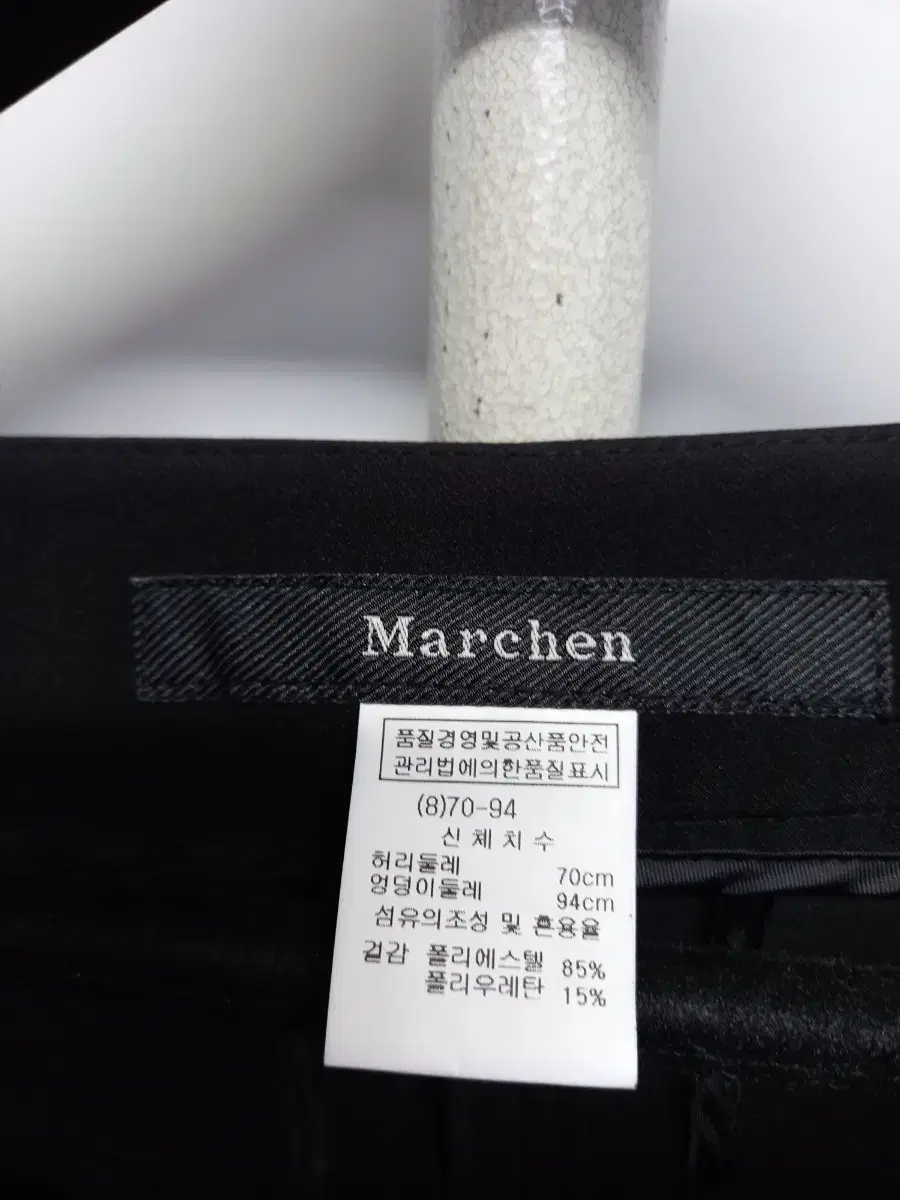 Marchen
품질경영및공산품안전
관리법에의한품질표시
(8)70-94
신체치수
허리둘레 70cm
엉덩이둘레 94cm
섬유의조성 및 혼용율
겉감 폴리에스텔 85%
폴리우레탄 15%